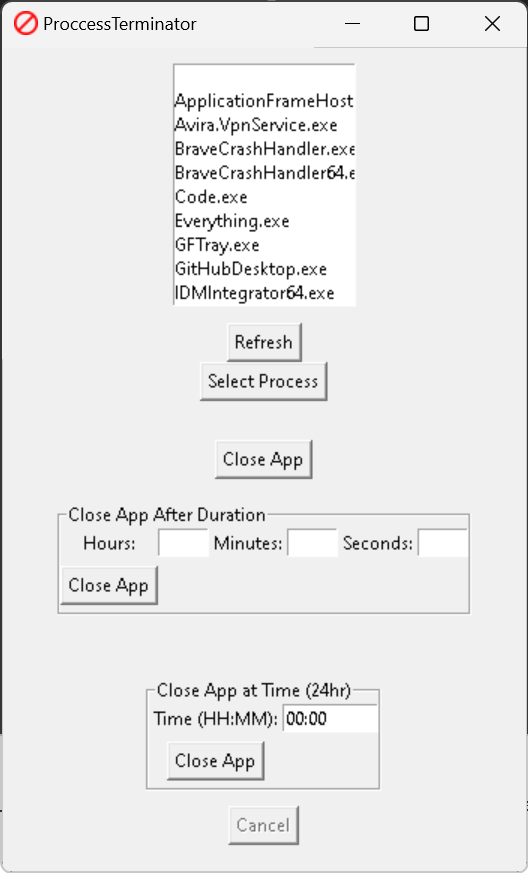 ProccessTerminator
ApplicationFrameHost
Avira.VpnService.exe
BraveCrashHandler.exe
BraveCrashHandler64.e
Code.exe
Everything.exe
GFTray.exe
GitHubDesktop.exe
IDMIntegrator64.exe
Refresh
Select Process
Close App
Close App After Duration
Hours: Minutes: Seconds:
Close App
Close App at Time (24hr)
Time (HH:MM): 00:00
Close App
Cancel